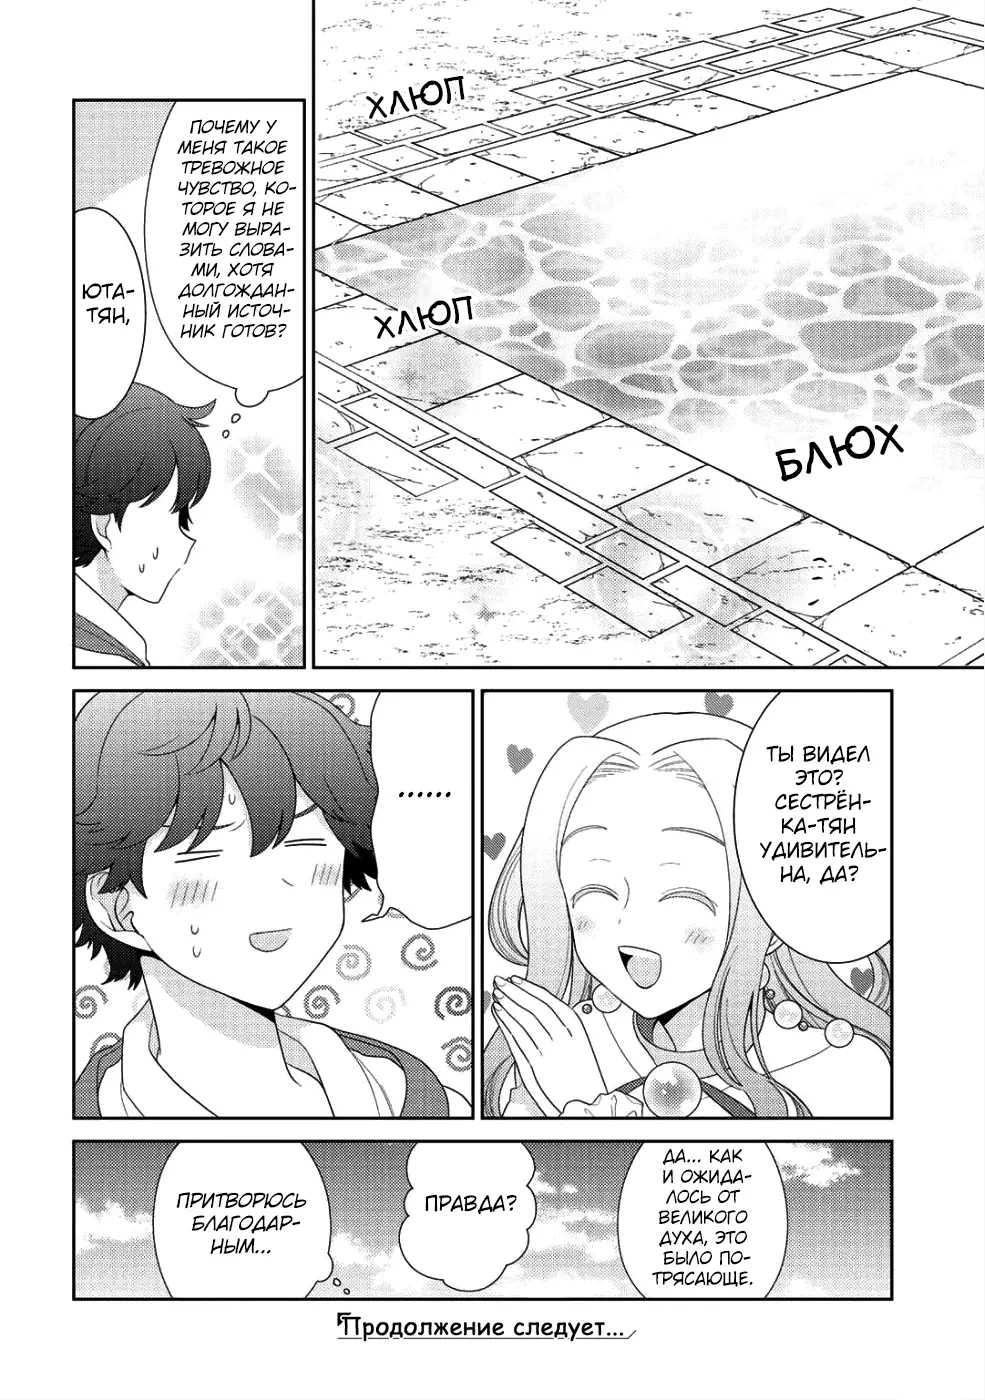 ХЛЮП
ХЛЮП
БЛЮХ
ПОЧЕМУ У
МЕНЯ ТАКОЕ
ТРЕВОЖНОЕ
ЧУВСТВО, КО-
ТОРОЕ Я НЕ
МОГУ ВЫРА-
ЗИТЬ СЛОВА-
МИ, ХОТЯ
ДОЛГОЖДАН-
НЫЙ ИСТОЧ-
НИК ГОТОВ?
ЮТА-
ТЯН,
ТЫ ВИДЕЛ
ЭТО?
СЕСТРЁН-
КА-ТЯН
УДИВИТЕЛЬ-
НА, ДА?
......
ДА... КАК
И ОЖИДА-
ЛОСЬ ОТ
ВЕЛИКОГО
ДУХА, ЭТО
БЫЛО ПО-
ТРЯСАЮЩЕ.
ПРАВДА?
ПРИТВОРЮСЬ
БЛАГОДАР-
НЫМ...
Продолжение следует...